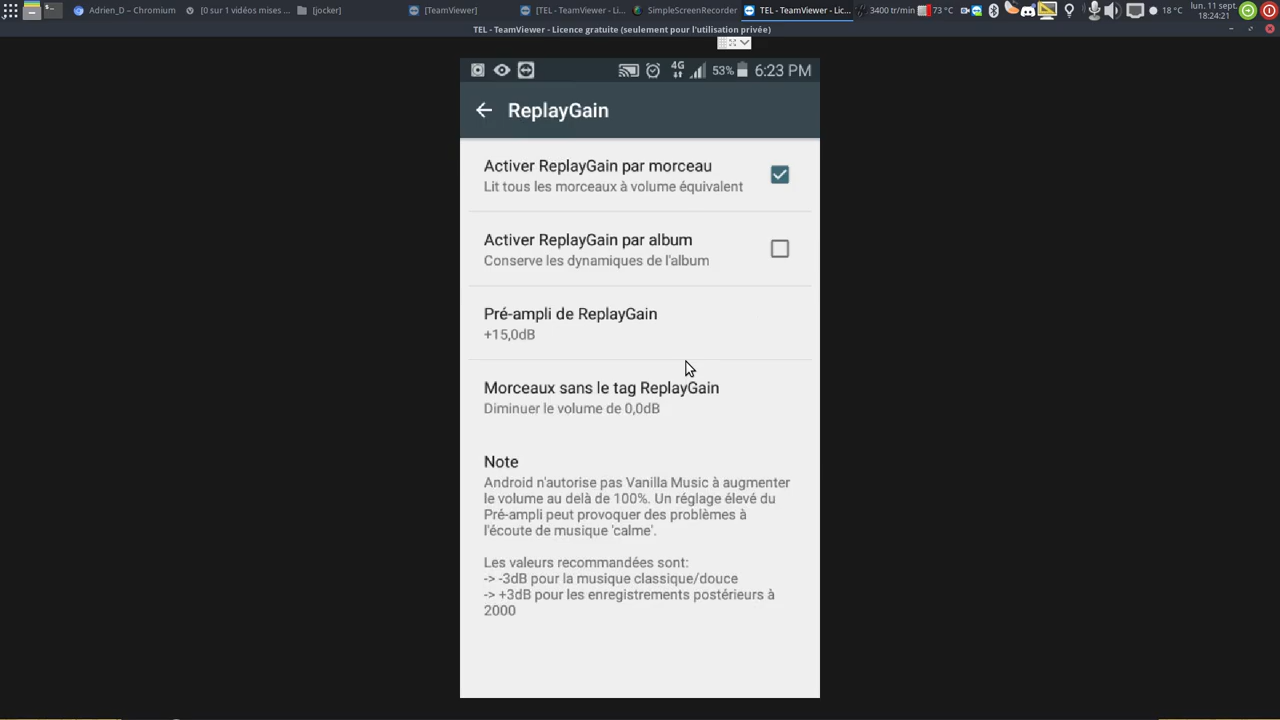 Adrien_D – Chromium
[0 sur 1 vidéos mises ...
[jocker]
[TeamViewer]
[TEL - TeamViewer - Li...
SimpleScreenRecorder
TEL - TeamViewer - Lic...
3400 tr/min
73 °C
18 °C
lun. 11 sept.
18:24:21
TEL - TeamViewer - Licence gratuite (seulement pour l'utilisation privée)
4G
53%
6:23 PM
ReplayGain
Activer ReplayGain par morceau
Lit tous les morceaux à volume équivalent
Activer ReplayGain par album
Conserve les dynamiques de l'album
Pré-ampli de ReplayGain
+15,0dB
Morceaux sans le tag ReplayGain
Diminuer le volume de 0,0dB
Note
Android n'autorise pas Vanilla Music à augmenter
le volume au delà de 100%. Un réglage élevé du
Pré-ampli peut provoquer des problèmes à
l'écoute de musique 'calme'.
Les valeurs recommandées sont:
-> -3dB pour la musique classique/douce
-> +3dB pour les enregistrements postérieurs à
2000